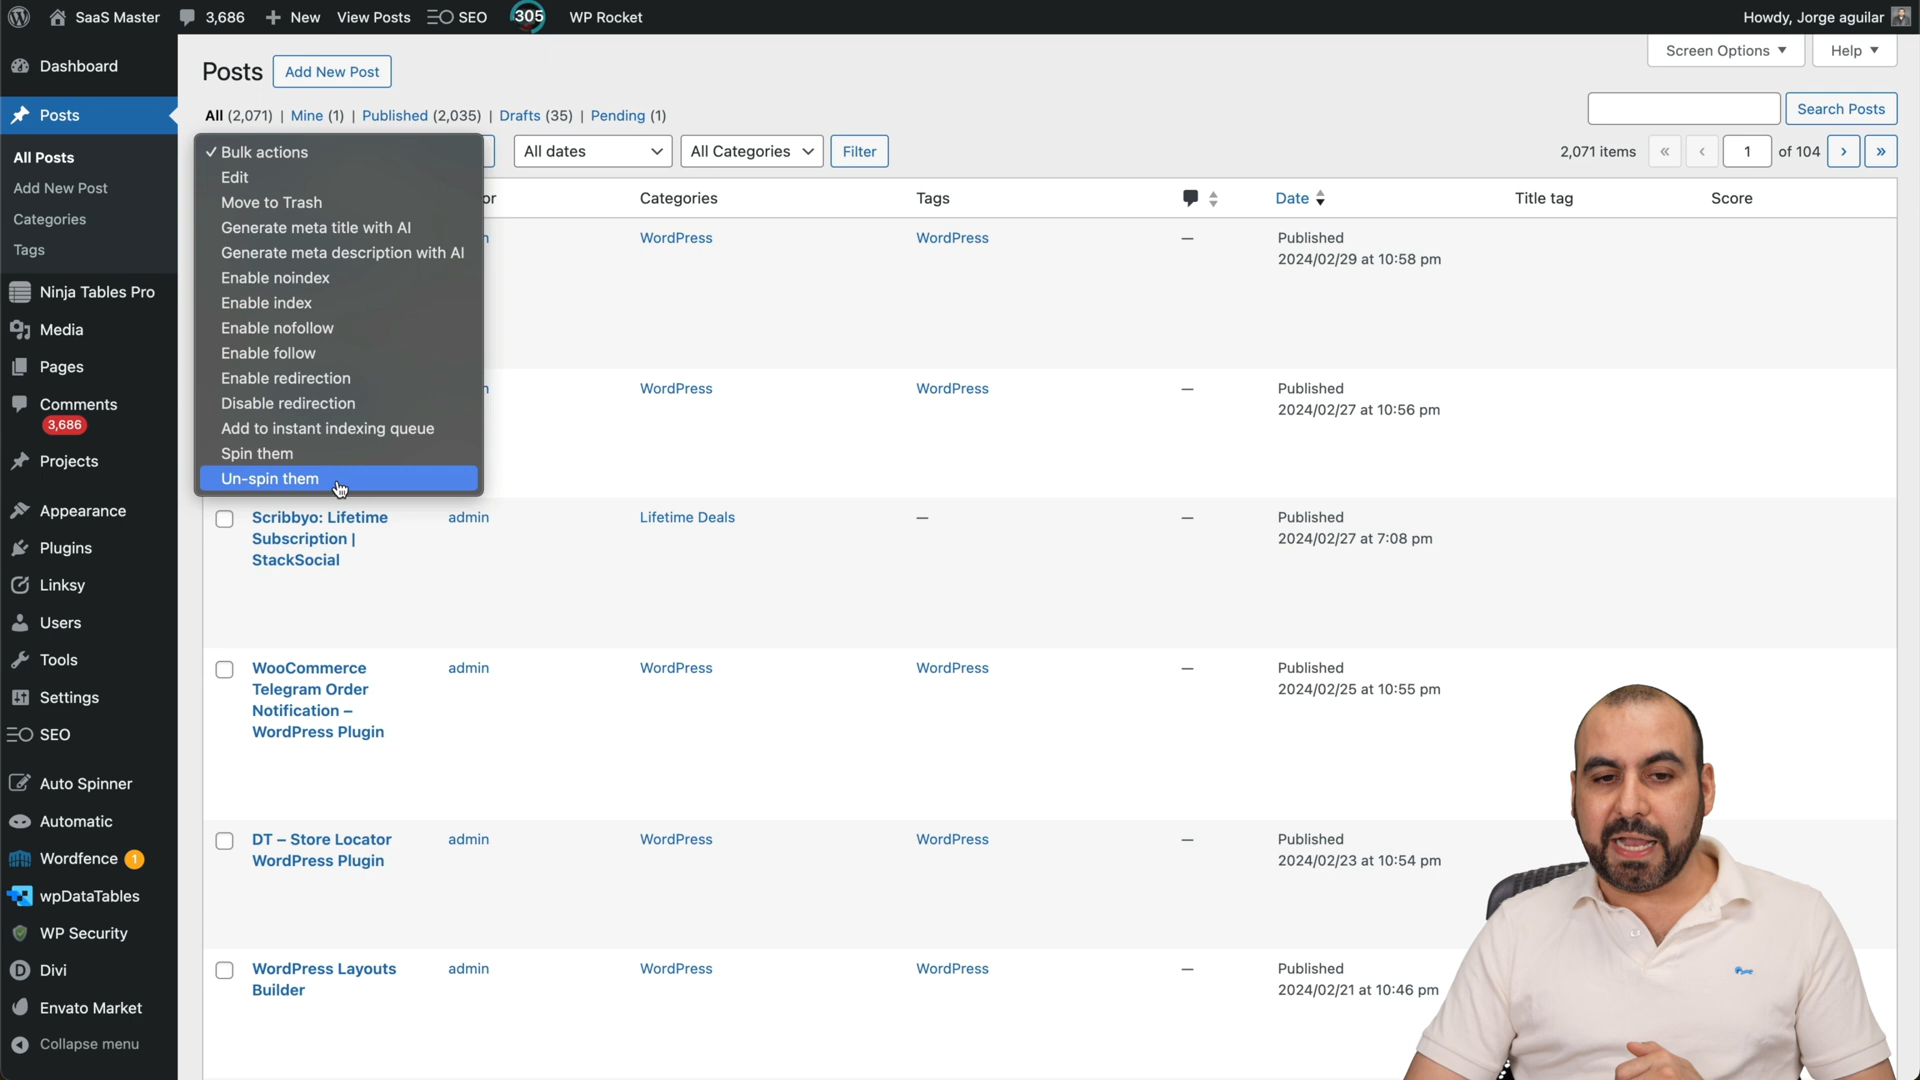 SaaS Master 3,686 New View Posts SEO 305 WP Rocket Howdy, Jorge aguilar
Screen Options Help
Dashboard
Posts
All Posts
Add New Post
Categories
Tags
Ninja Tables Pro
Media
Pages
Comments
3,686
Projects
Appearance
Plugins
Linksy
Users
Tools
Settings
SEO
Auto Spinner
Automatic
Wordfence 1
wpDataTables
WP Security
Divi
Envato Market
Collapse menu
Posts Add New Post
All (2,071) | Mine (1) | Published (2,035) | Drafts (35) | Pending (1)
Search Posts
All dates All Categories Filter 2,071 items « ‹ 1 of 104 › »
✓ Bulk actions
Edit
Move to Trash
Generate meta title with AI
Generate meta description with AI
Enable noindex
Enable index
Enable nofollow
Enable follow
Enable redirection
Disable redirection
Add to instant indexing queue
Spin them
Un-spin them
or Categories Tags Date Title tag Score
n WordPress WordPress — Published
2024/02/29 at 10:58 pm
n WordPress WordPress — Published
2024/02/27 at 10:56 pm
Scribbyo: Lifetime admin Lifetime Deals — — Published
Subscription | 2024/02/27 at 7:08 pm
StackSocial
WooCommerce admin WordPress WordPress — Published
Telegram Order 2024/02/25 at 10:55 pm
Notification –
WordPress Plugin
DT – Store Locator admin WordPress WordPress — Published
WordPress Plugin 2024/02/23 at 10:54 pm
WordPress Layouts admin WordPress WordPress — Published
Builder 2024/02/21 at 10:46 pm